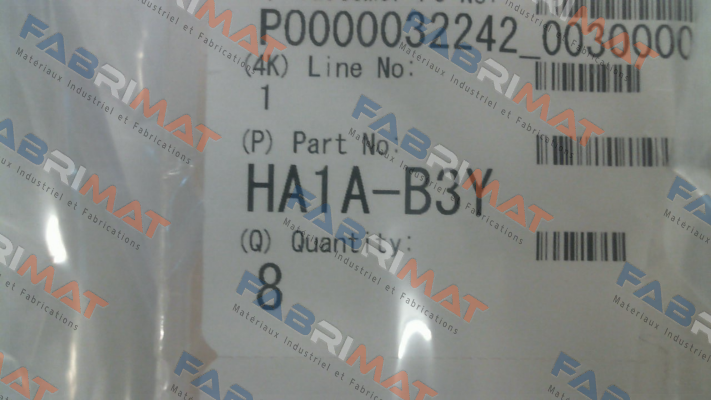 P0000032242_0030000
(4K) Line No:
1
(P) Part No:
HA1A-B3Y
(Q) Quantity:
8
FABRIMAT
Materiaux Industriel et Fabrications